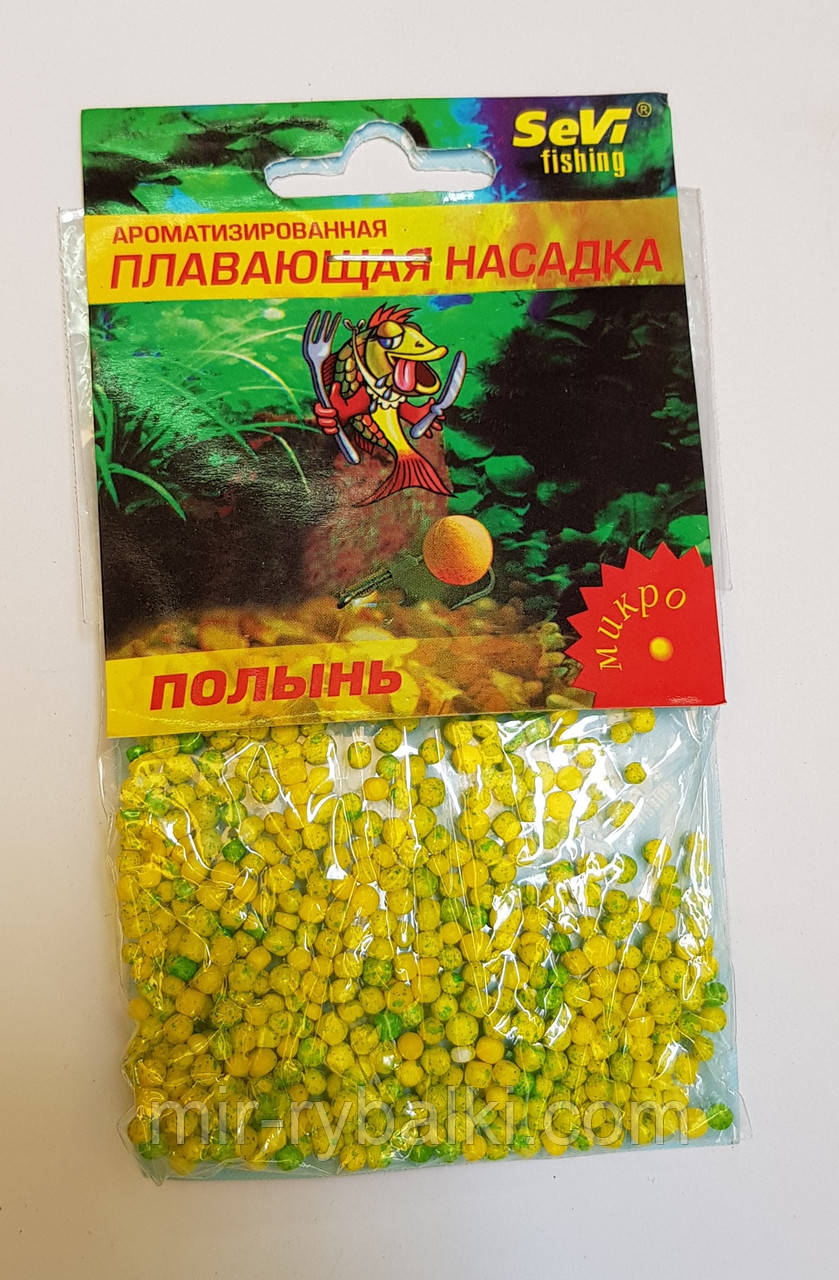 SeVi®
fishing
АРОМАТИЗИРОВАННАЯ
ПЛАВАЮЩАЯ НАСАДКА
микро
ПОЛЫНЬ
mir-rybalki.com